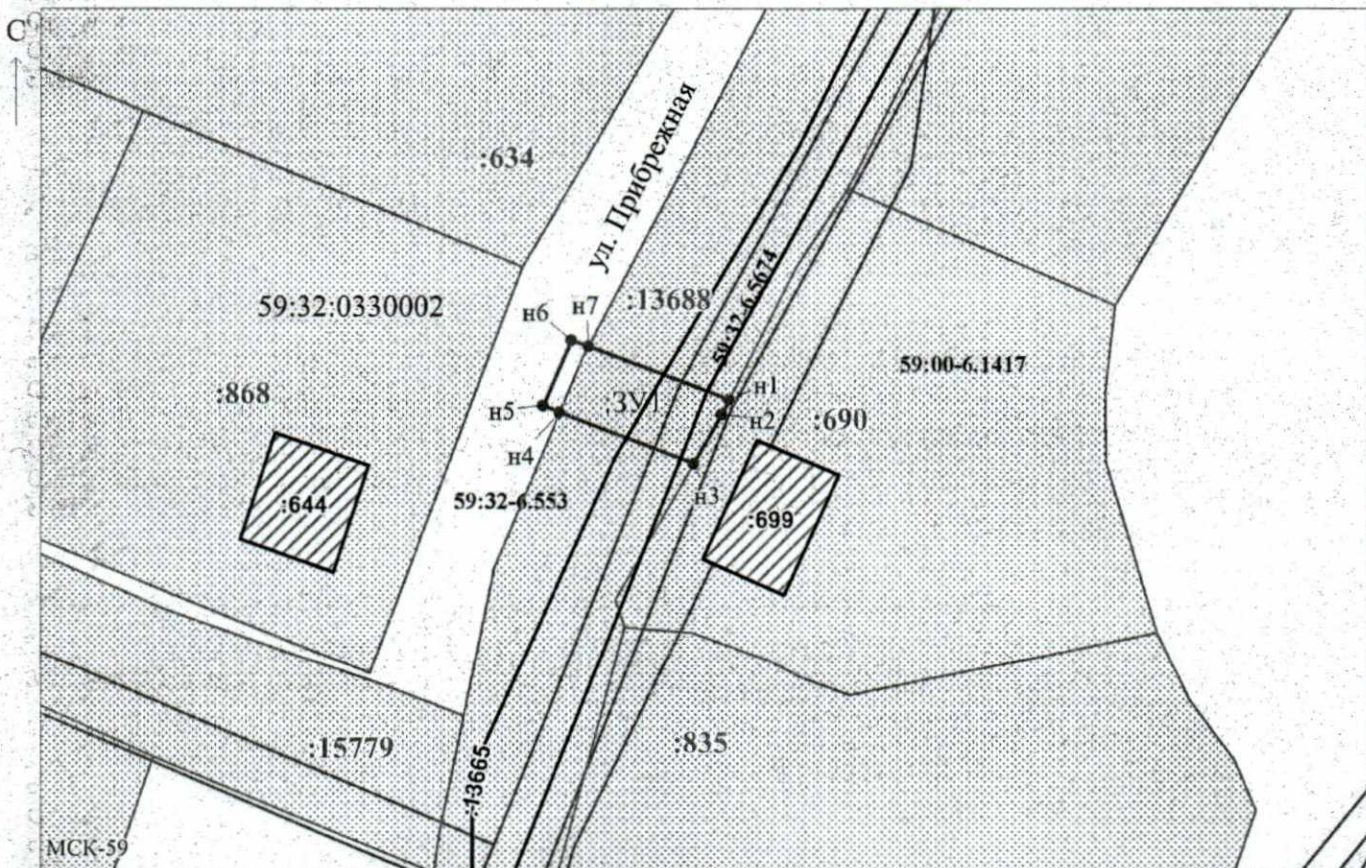 С
ул. Прибрежная
:634
59:32:0330002
н6
н7
:13688
59:32-6.5674
59:00-6.1417
:868
н5
:ЗУ1
н1
н2
:690
н4
59:32-6.553
н3
:644
:699
:15779
:13665
:835
МСК-59